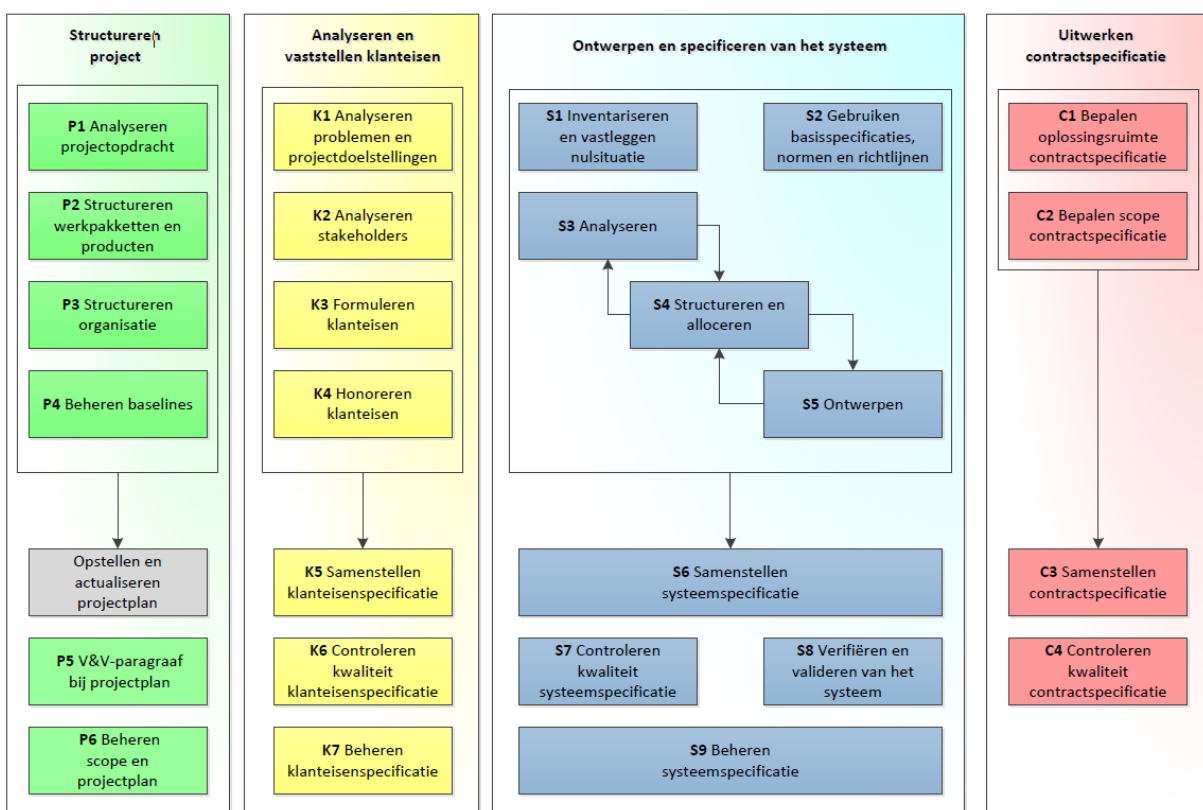 Structureren
project
P1 Analyseren
projectopdracht
P2 Structureren
werkpakketten en
producten
P3 Structureren
organisatie
P4 Beheren baselines
Opstellen en
actualiseren
projectplan
P5 V&V-paragraaf
bij projectplan
P6 Beheren
scope en
projectplan
Analyseren en
vaststellen klanteisen
K1 Analyseren
problemen en
projectdoelstellingen
K2 Analyseren
stakeholders
K3 Formuleren
klanteisen
K4 Honoreren
klanteisen
K5 Samenstellen
klanteisenspecificatie
K6 Controleren
kwaliteit
klanteisenspecificatie
K7 Beheren
klanteisenspecificatie
Ontwerpen en specificeren van het systeem
S1 Inventariseren
en vastleggen
nulsituatie
S2 Gebruiken
basisspecificaties,
normen en richtlijnen
S3 Analyseren
S4 Structureren en
alloceren
S5 Ontwerpen
S6 Samenstellen
systeemspecificatie
S7 Controleren
kwaliteit
systeemspecificatie
S8 Verifiëren en
valideren van het
systeem
S9 Beheren
systeemspecificatie
Uitwerken
contractspecificatie
C1 Bepalen
oplossingsruimte
contractspecificatie
C2 Bepalen scope
contractspecificatie
C3 Samenstellen
contractspecificatie
C4 Controleren
kwaliteit
contractspecificatie